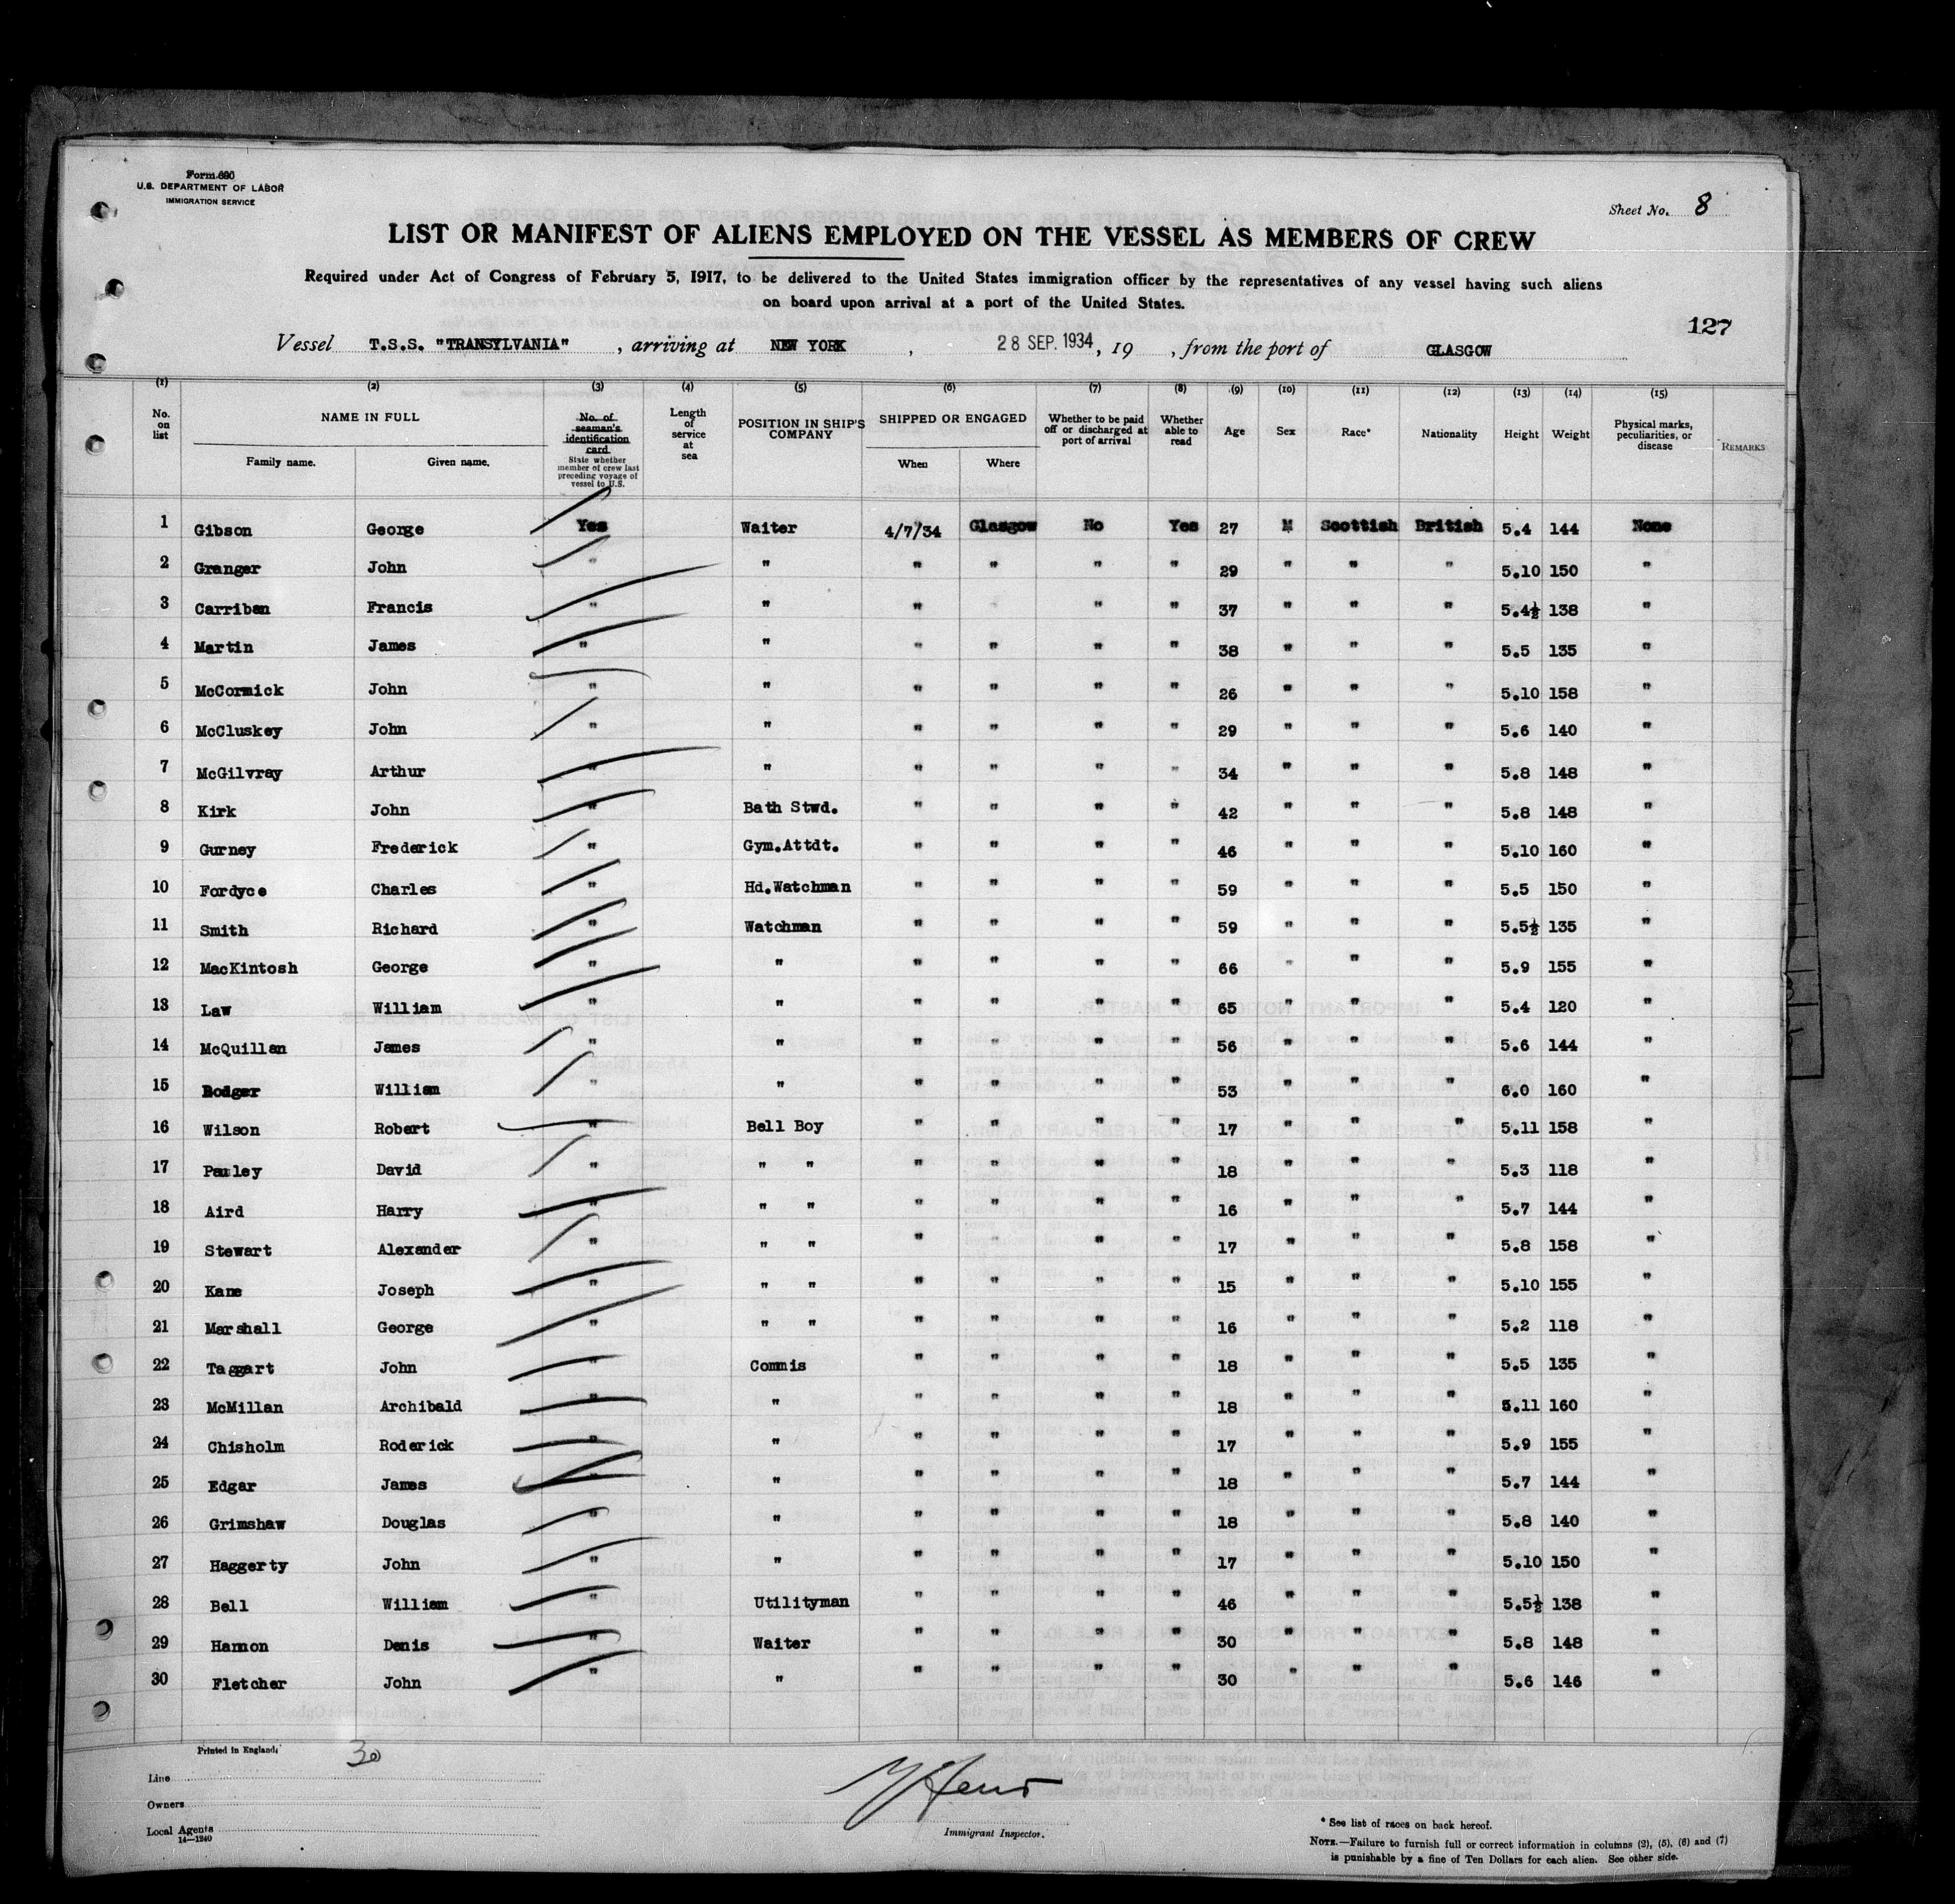 Form 680
U.S. DEPARTMENT OF LABOR
IMMIGRATION SERVICE
Sheet No. 8
LIST OR MANIFEST OF ALIENS EMPLOYED ON THE VESSEL AS MEMBERS OF CREW
Required under Act of Congress of February 5, 1917, to be delivered to the United States immigration officer by the representatives of any vessel having such aliens
on board upon arrival at a port of the United States.
127
Vessel T.S.S. "TRANSYLVANIA", arriving at NEW YORK, 28 SEP. 1934, 19 , from the port of GLASGOW
(1) (2) (3) (4) (5) (6) (7) (8) (9) (10) (11) (12) (13) (14) (15)
No. on list NAME IN FULL Family name. Given name. No. of seaman's identification card State whether member of crew last preceding voyage of vessel to U.S. Length of service at sea POSITION IN SHIP'S COMPANY SHIPPED OR ENGAGED When Where Whether to be paid off or discharged at port of arrival Whether able to read Age Sex Race* Nationality Height Weight Physical marks, peculiarities, or disease REMARKS
1 Gibson George Yes Waiter 4/7/34 Glasgow No Yes 27 M Scottish British 5.4 144 None
2 Granger John " " " " " " 29 " " " 5.10 150 "
3 Carriban Francis " " " " " 37 " " " 5.4½ 138 "
4 Martin James " " " " " " 38 " " " 5.5 135 "
5 McCormick John " " " " " " 26 " " " 5.10 158 "
6 McCluskey John " " " " " " 29 " " " 5.6 140 "
7 McGilvray Arthur " " " " " " 34 " " " 5.8 148 "
8 Kirk John " Bath Stwd. " " " " 42 " " " 5.8 148 "
9 Gurney Frederick " Gym.Attdt. " " " " 46 " " " 5.10 160 "
10 Fordyce Charles " Hd.Watchman " " " " 59 " " " 5.5 150 "
11 Smith Richard " Watchman " " " " 59 " " " 5.5½ 135 "
12 MacKintosh George " " " " " " 66 " " " 5.9 155 "
13 Law William " " " " " " 65 " " " 5.4 120 "
14 McQuillan James " " " " " " 56 " " " 5.6 144 "
15 Rodger William " " " " " " 53 " " " 6.0 160 "
16 Wilson Robert " Bell Boy " " " " 17 " " " 5.11 158 "
17 Pauley David " " " " " " " 18 " " " 5.3 118 "
18 Aird Harry " " " " " " " 16 " " " 5.7 144 "
19 Stewart Alexander " " " " " " " 17 " " " 5.8 158 "
20 Kane Joseph " " " " " " " 15 " " " 5.10 155 "
21 Marshall George " " " " " " " 16 " " " 5.2 118 "
22 Taggart John " Commis " " " " 18 " " " 5.5 135 "
23 McMillan Archibald " " " " " " 18 " " " 5.11 160 "
24 Chisholm Roderick " " " " " " 17 " " " 5.9 155 "
25 Edgar James " " " " " " 18 " " " 5.7 144 "
26 Grimshaw Douglas " " " " " " 18 " " " 5.8 140 "
27 Haggerty John " " " " " " 17 " " " 5.10 150 "
28 Bell William " Utilityman " " " " 46 " " " 5.5½ 138 "
29 Hannon Denis " Waiter " " " " 30 " " " 5.8 148 "
30 Fletcher John " " " " " " 30 " " " 5.6 146 "
Printed in England.
30
Line
Owners
Local Agents
14—1240
Immigrant Inspector.
* See list of races on back hereof.
NOTE.—Failure to furnish full or correct information in columns (2), (5), (6) and (7)
is punishable by a fine of Ten Dollars for each alien. See other side.